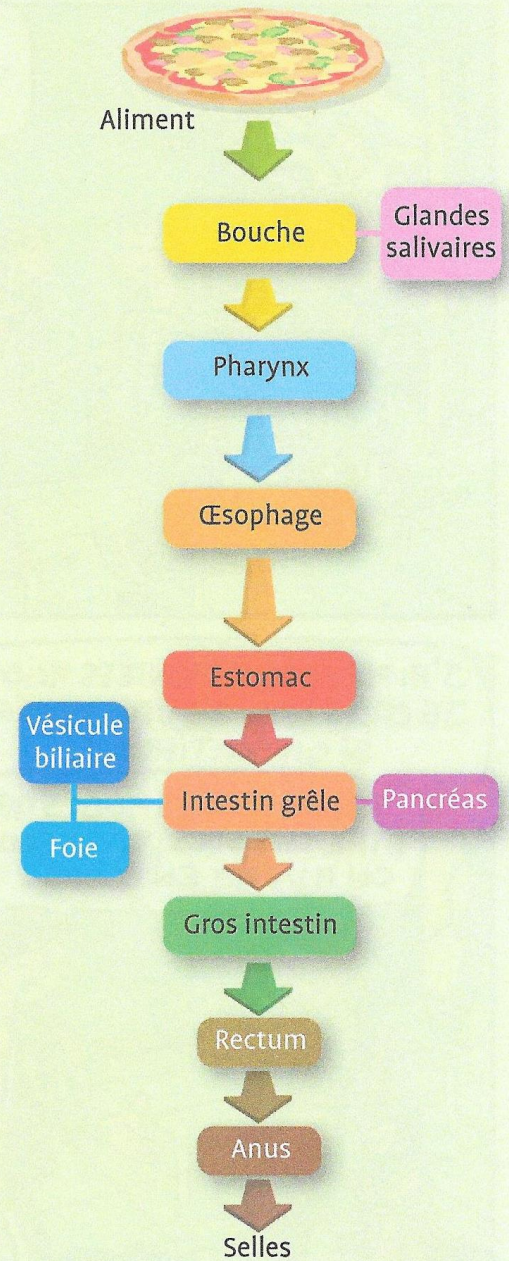 Aliment
Bouche
Glandes
salivaires
Pharynx
Œsophage
Estomac
Vésicule
biliaire
Intestin grêle
Pancréas
Foie
Gros intestin
Rectum
Anus
Selles